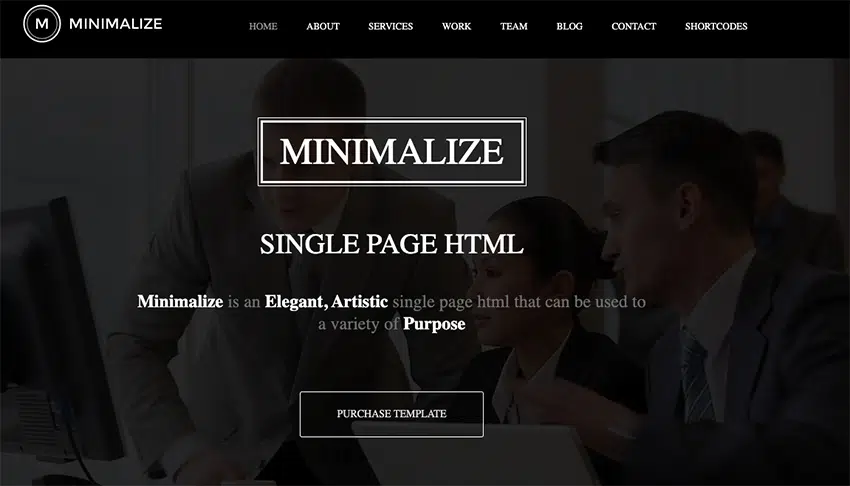 M MINIMALIZE
HOME ABOUT SERVICES WORK TEAM BLOG CONTACT SHORTCODES
MINIMALIZE
SINGLE PAGE HTML
Minimalize is an Elegant, Artistic single page html that can be used to
a variety of Purpose
PURCHASE TEMPLATE